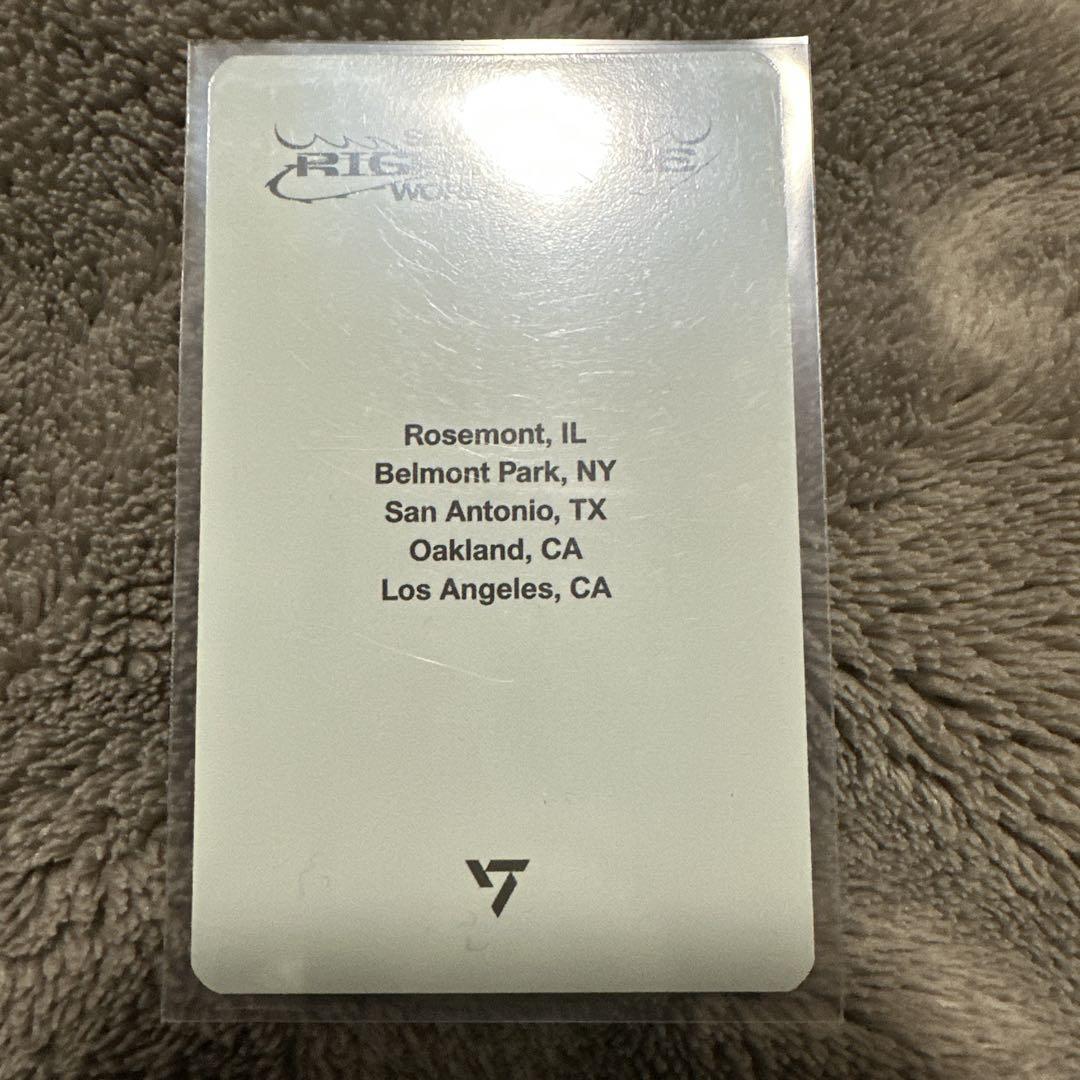 Rosemont, IL
Belmont Park, NY
San Antonio, TX
Oakland, CA
Los Angeles, CA